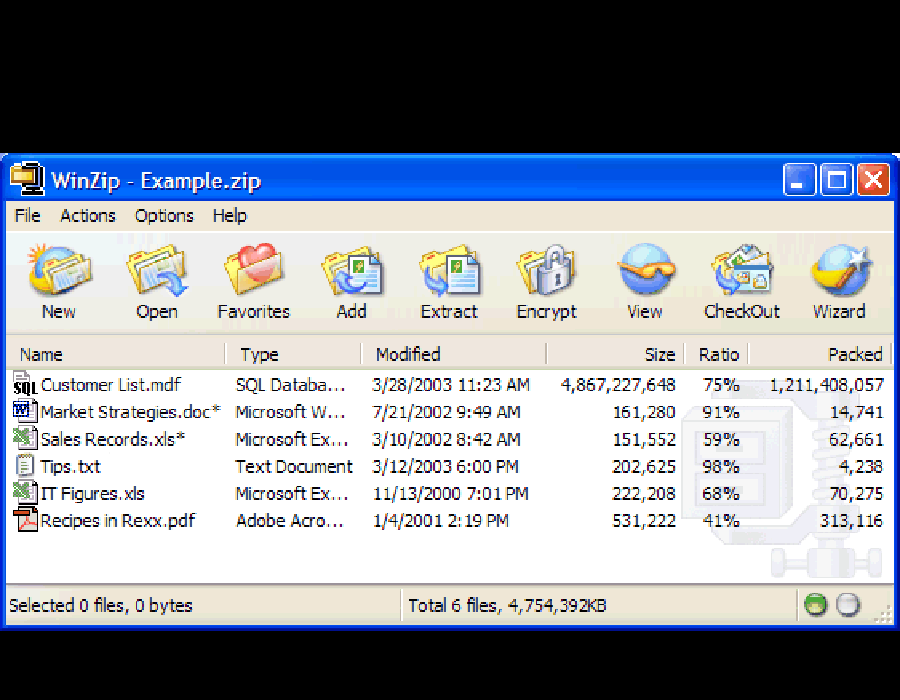 WinZip - Example.zip
File Actions Options Help
New Open Favorites Add Extract Encrypt View CheckOut Wizard
Name Type Modified Size Ratio Packed
SQL Customer List.mdf SQL Databa... 3/28/2003 11:23 AM 4,867,227,648 75% 1,211,408,057
W Market Strategies.doc* Microsoft W... 7/21/2002 9:49 AM 161,280 91% 14,741
Sales Records.xls* Microsoft Ex... 3/10/2002 8:42 AM 151,552 59% 62,661
Tips.txt Text Document 3/12/2003 6:00 PM 202,625 98% 4,238
IT Figures.xls Microsoft Ex... 11/13/2000 7:01 PM 222,208 68% 70,275
Recipes in Rexx.pdf Adobe Acro... 1/4/2001 2:19 PM 531,222 41% 313,116
Selected 0 files, 0 bytes Total 6 files, 4,754,392KB